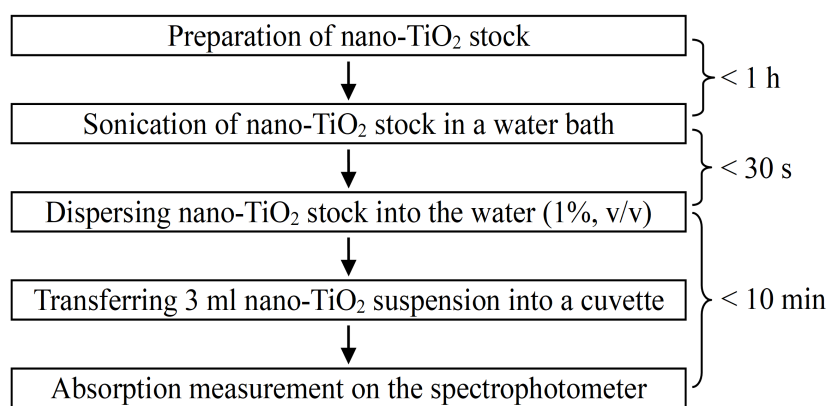 Preparation of nano-TiO₂ stock
< 1 h
Sonication of nano-TiO₂ stock in a water bath
< 30 s
Dispersing nano-TiO₂ stock into the water (1%, v/v)
Transferring 3 ml nano-TiO₂ suspension into a cuvette
< 10 min
Absorption measurement on the spectrophotometer